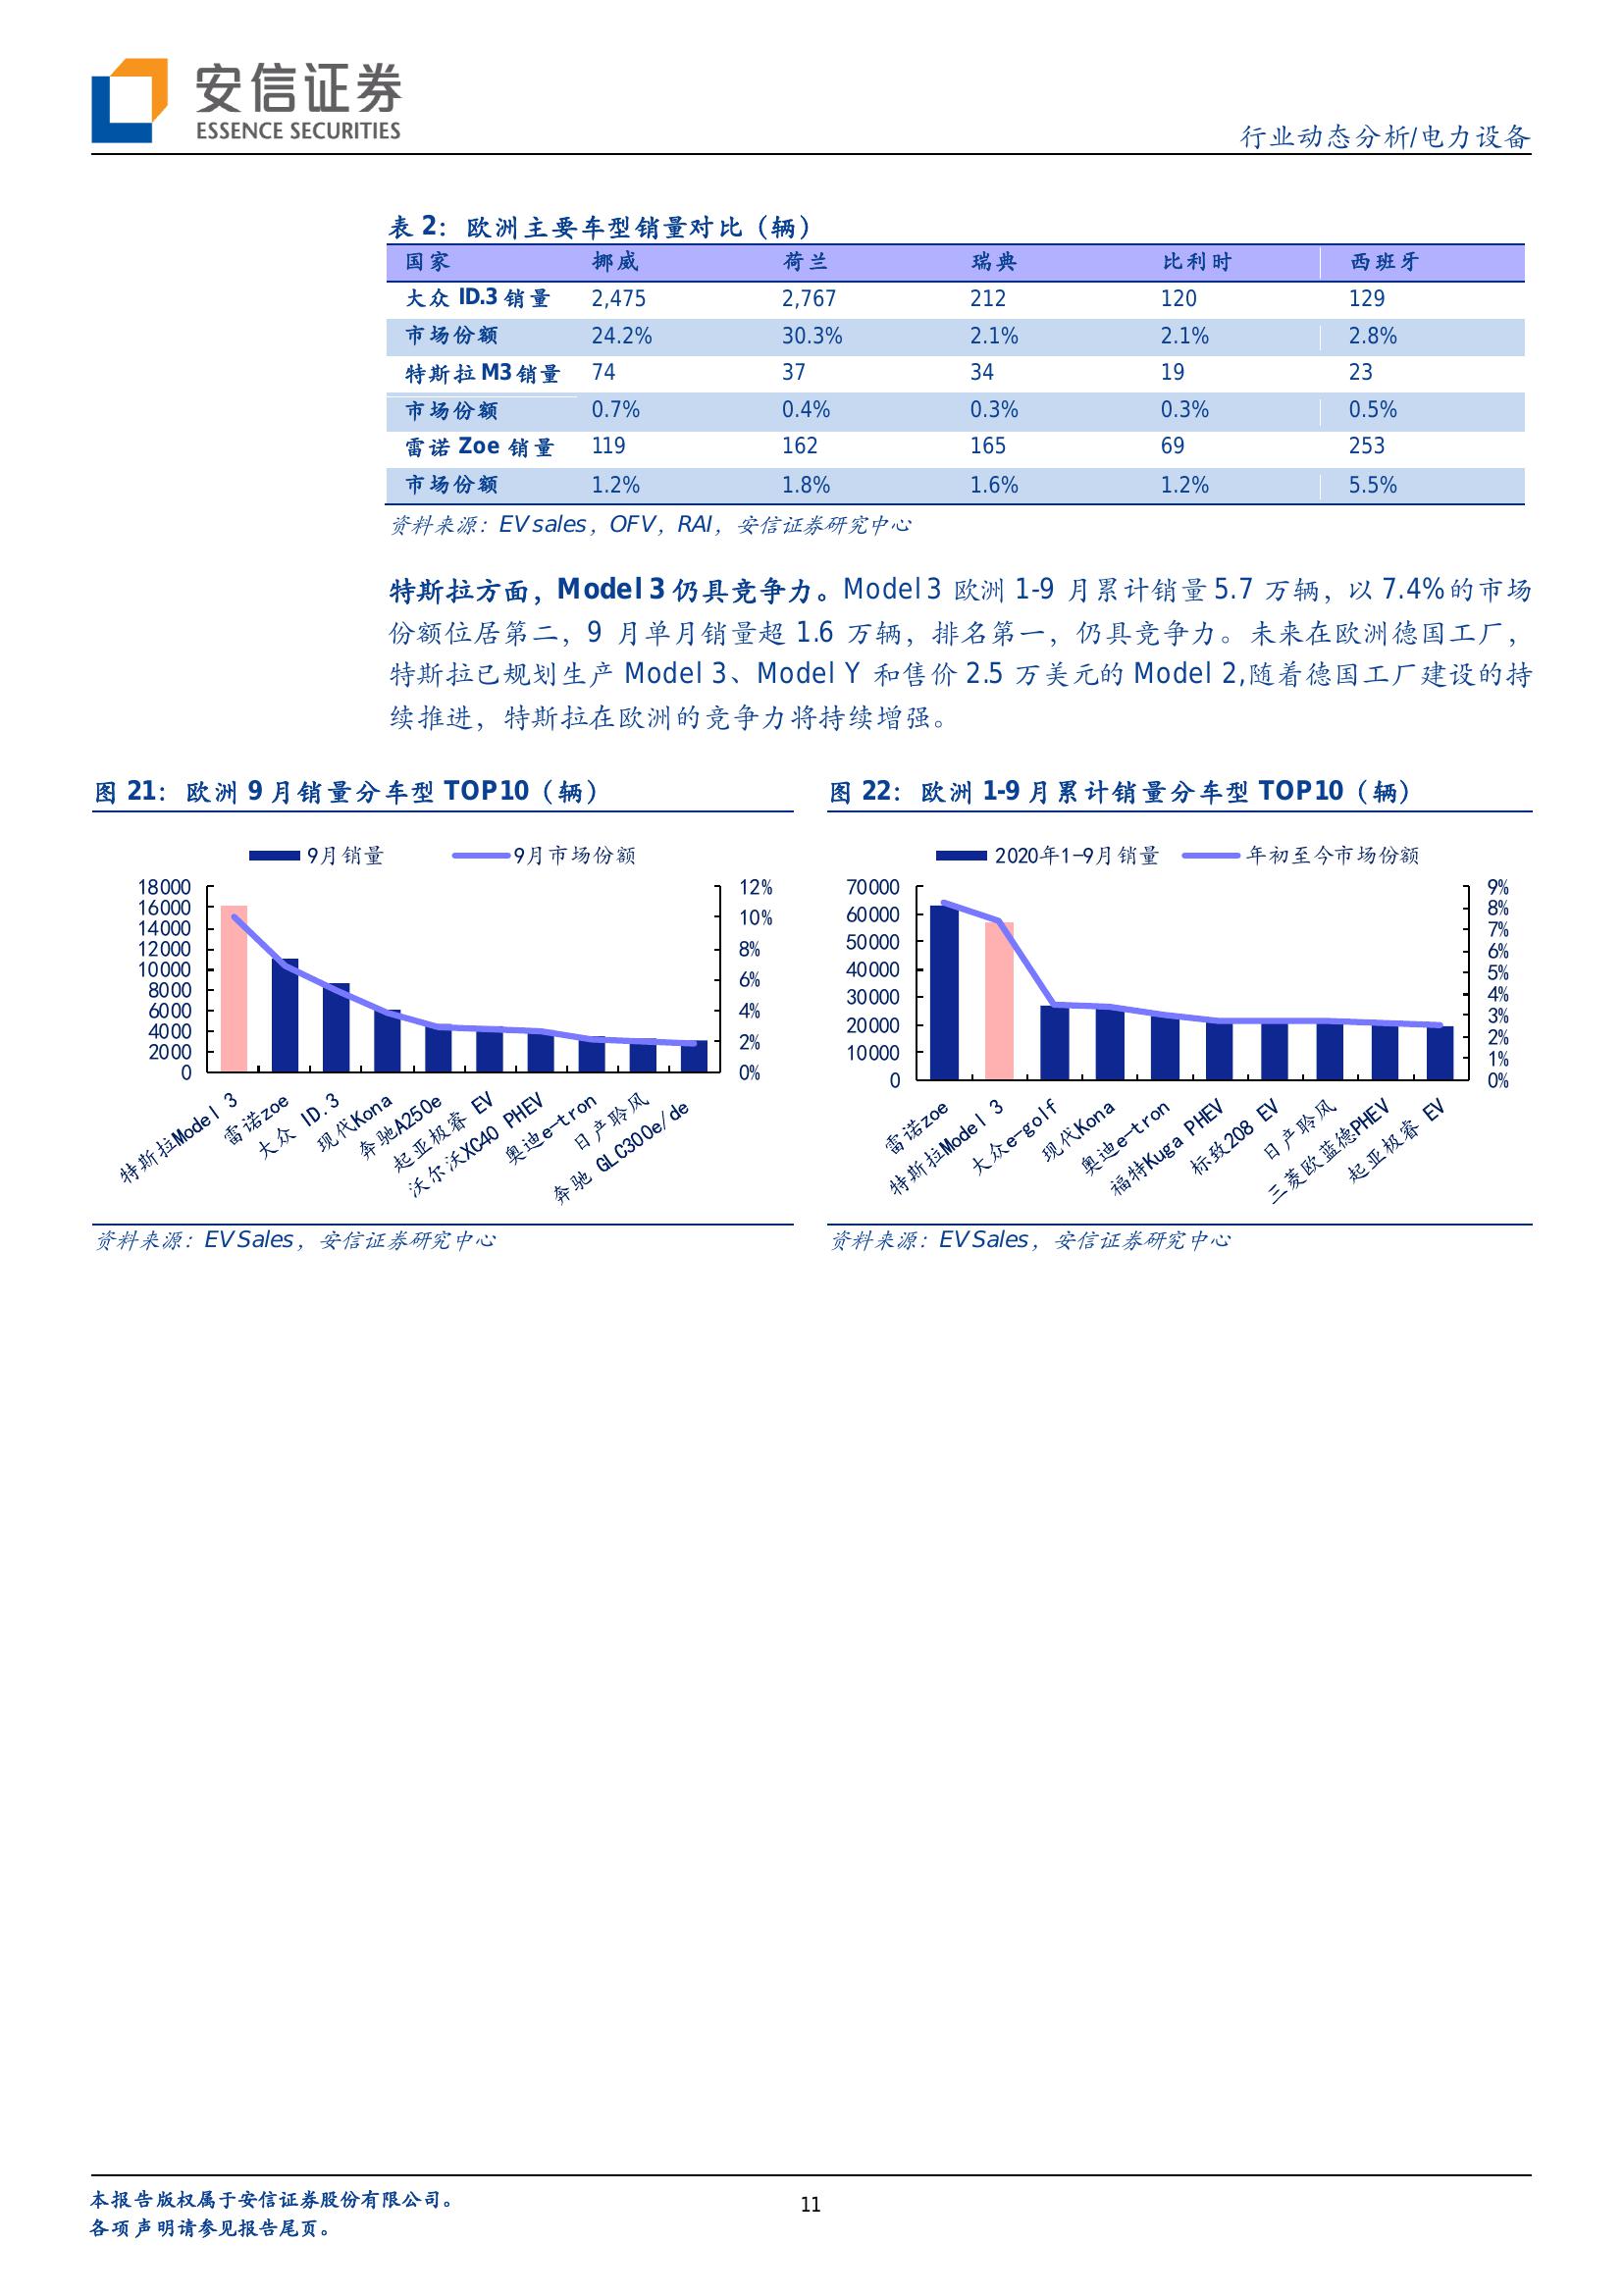 安信证券
ESSENCE SECURITIES
行业动态分析/电力设备
表 2：欧洲主要车型销量对比（辆）
国家 挪威 荷兰 瑞典 比利时 西班牙
大众 ID.3 销量 2,475 2,767 212 120 129
市场份额 24.2% 30.3% 2.1% 2.1% 2.8%
特斯拉 M3 销量 74 37 34 19 23
市场份额 0.7% 0.4% 0.3% 0.3% 0.5%
雷诺 Zoe 销量 119 162 165 69 253
市场份额 1.2% 1.8% 1.6% 1.2% 5.5%
资料来源：EV sales，OFV，RAI，安信证券研究中心
特斯拉方面，Model 3 仍具竞争力。Model 3 欧洲 1-9 月累计销量 5.7 万辆，以 7.4%的市场
份额位居第二，9 月单月销量超 1.6 万辆，排名第一，仍具竞争力。未来在欧洲德国工厂，
特斯拉已规划生产 Model 3、Model Y 和售价 2.5 万美元的 Model 2,随着德国工厂建设的持
续推进，特斯拉在欧洲的竞争力将持续增强。
图 21：欧洲 9 月销量分车型 TOP10（辆）
9月销量 9月市场份额
18000
16000
14000
12000
10000
8000
6000
4000
2000
0
12%
10%
8%
6%
4%
2%
0%
特斯拉Model 3
雷诺zoe
大众 ID.3
现代Kona
奔驰A250e
起亚极睿 EV
沃尔沃XC40 PHEV
奥迪e-tron
日产聆风
奔驰 GLC300e/de
资料来源：EV Sales，安信证券研究中心
图 22：欧洲 1-9 月累计销量分车型 TOP10（辆）
2020年1-9月销量 年初至今市场份额
70000
60000
50000
40000
30000
20000
10000
0
9%
8%
7%
6%
5%
4%
3%
2%
1%
0%
雷诺zoe
特斯拉Model 3
大众e-golf
现代Kona
奥迪e-tron
福特Kuga PHEV
标致208 EV
日产聆风
三菱欧蓝德PHEV
起亚极睿 EV
资料来源：EV Sales，安信证券研究中心
本报告版权属于安信证券股份有限公司。
各项声明请参见报告尾页。
11